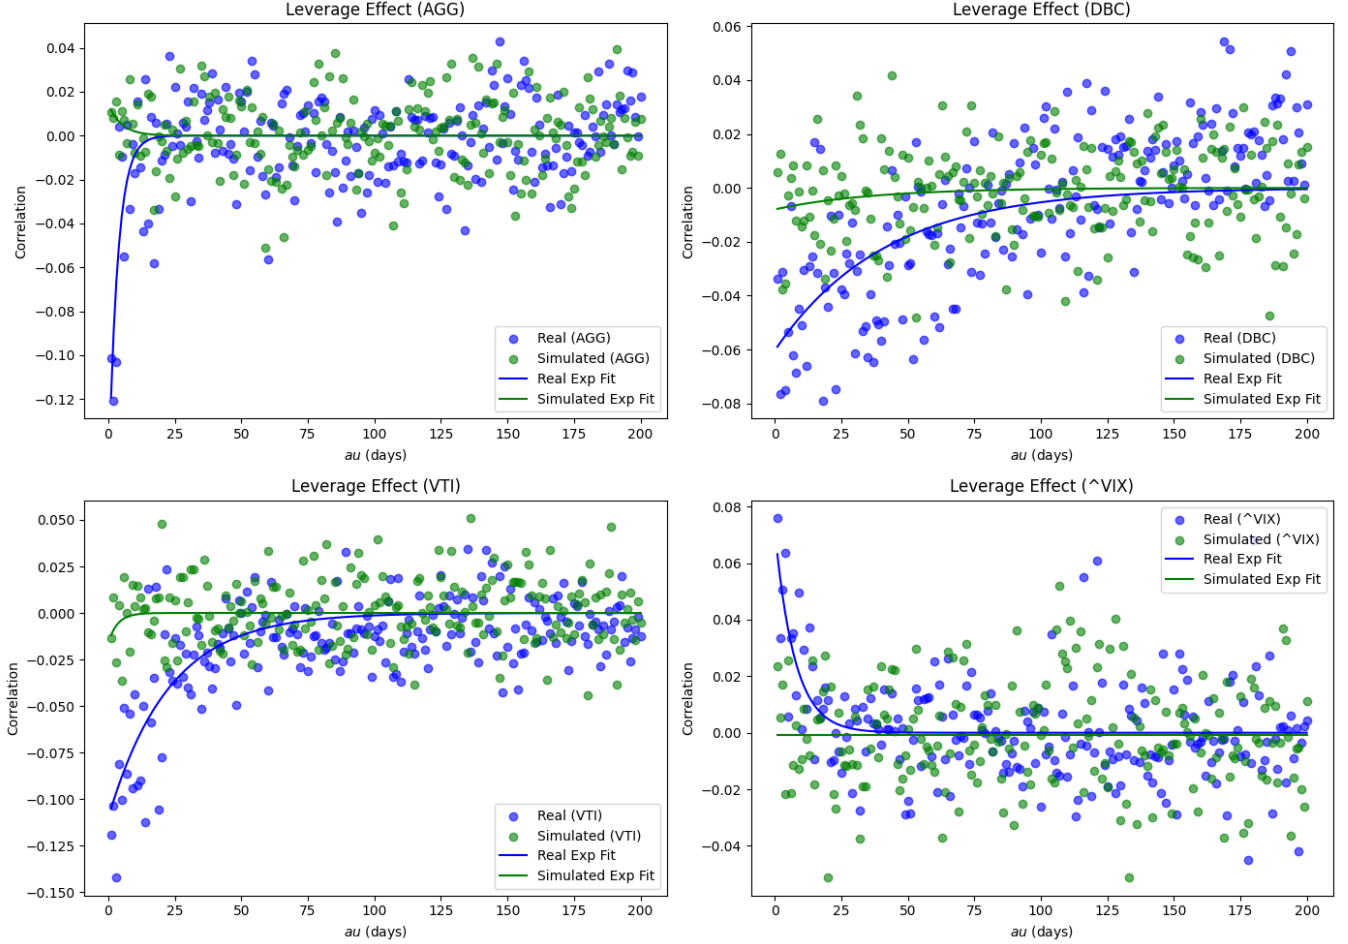 Leverage Effect (AGG)
0.04
0.02
0.00
−0.02
−0.04
−0.06
−0.08
−0.10
−0.12
Correlation
0
25
50
75
100
125
150
175
200
au (days)
Real (AGG)
Simulated (AGG)
Real Exp Fit
Simulated Exp Fit
Leverage Effect (DBC)
0.06
0.04
0.02
0.00
−0.02
−0.04
−0.06
−0.08
Correlation
0
25
50
75
100
125
150
175
200
au (days)
Real (DBC)
Simulated (DBC)
Real Exp Fit
Simulated Exp Fit
Leverage Effect (VTI)
0.050
0.025
0.000
−0.025
−0.050
−0.075
−0.100
−0.125
−0.150
Correlation
0
25
50
75
100
125
150
175
200
au (days)
Real (VTI)
Simulated (VTI)
Real Exp Fit
Simulated Exp Fit
Leverage Effect (^VIX)
0.08
0.06
0.04
0.02
0.00
−0.02
−0.04
Correlation
0
25
50
75
100
125
150
175
200
au (days)
Real (^VIX)
Simulated (^VIX)
Real Exp Fit
Simulated Exp Fit